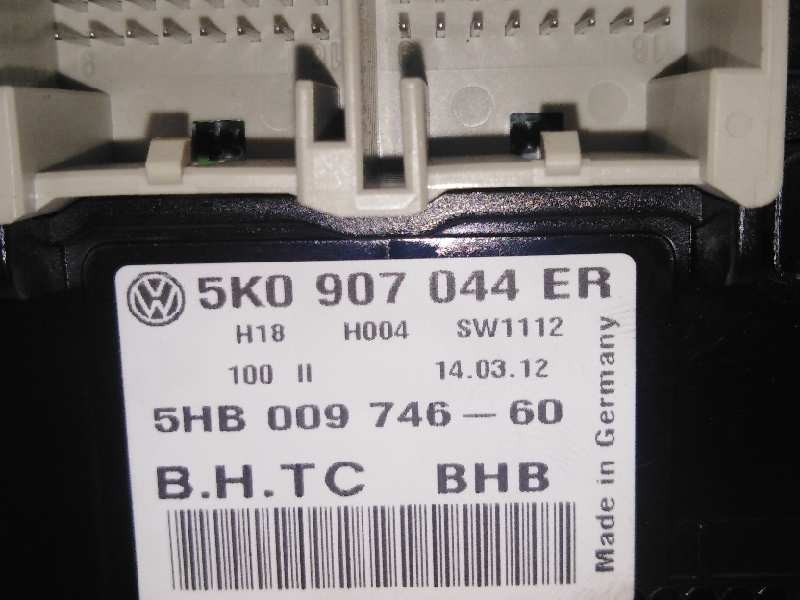 5K0 907 044 ER
H18 H004 SW1112
100 II 14.03.12
5HB 009 746-60
B.H.TC BHB
Made in Germany